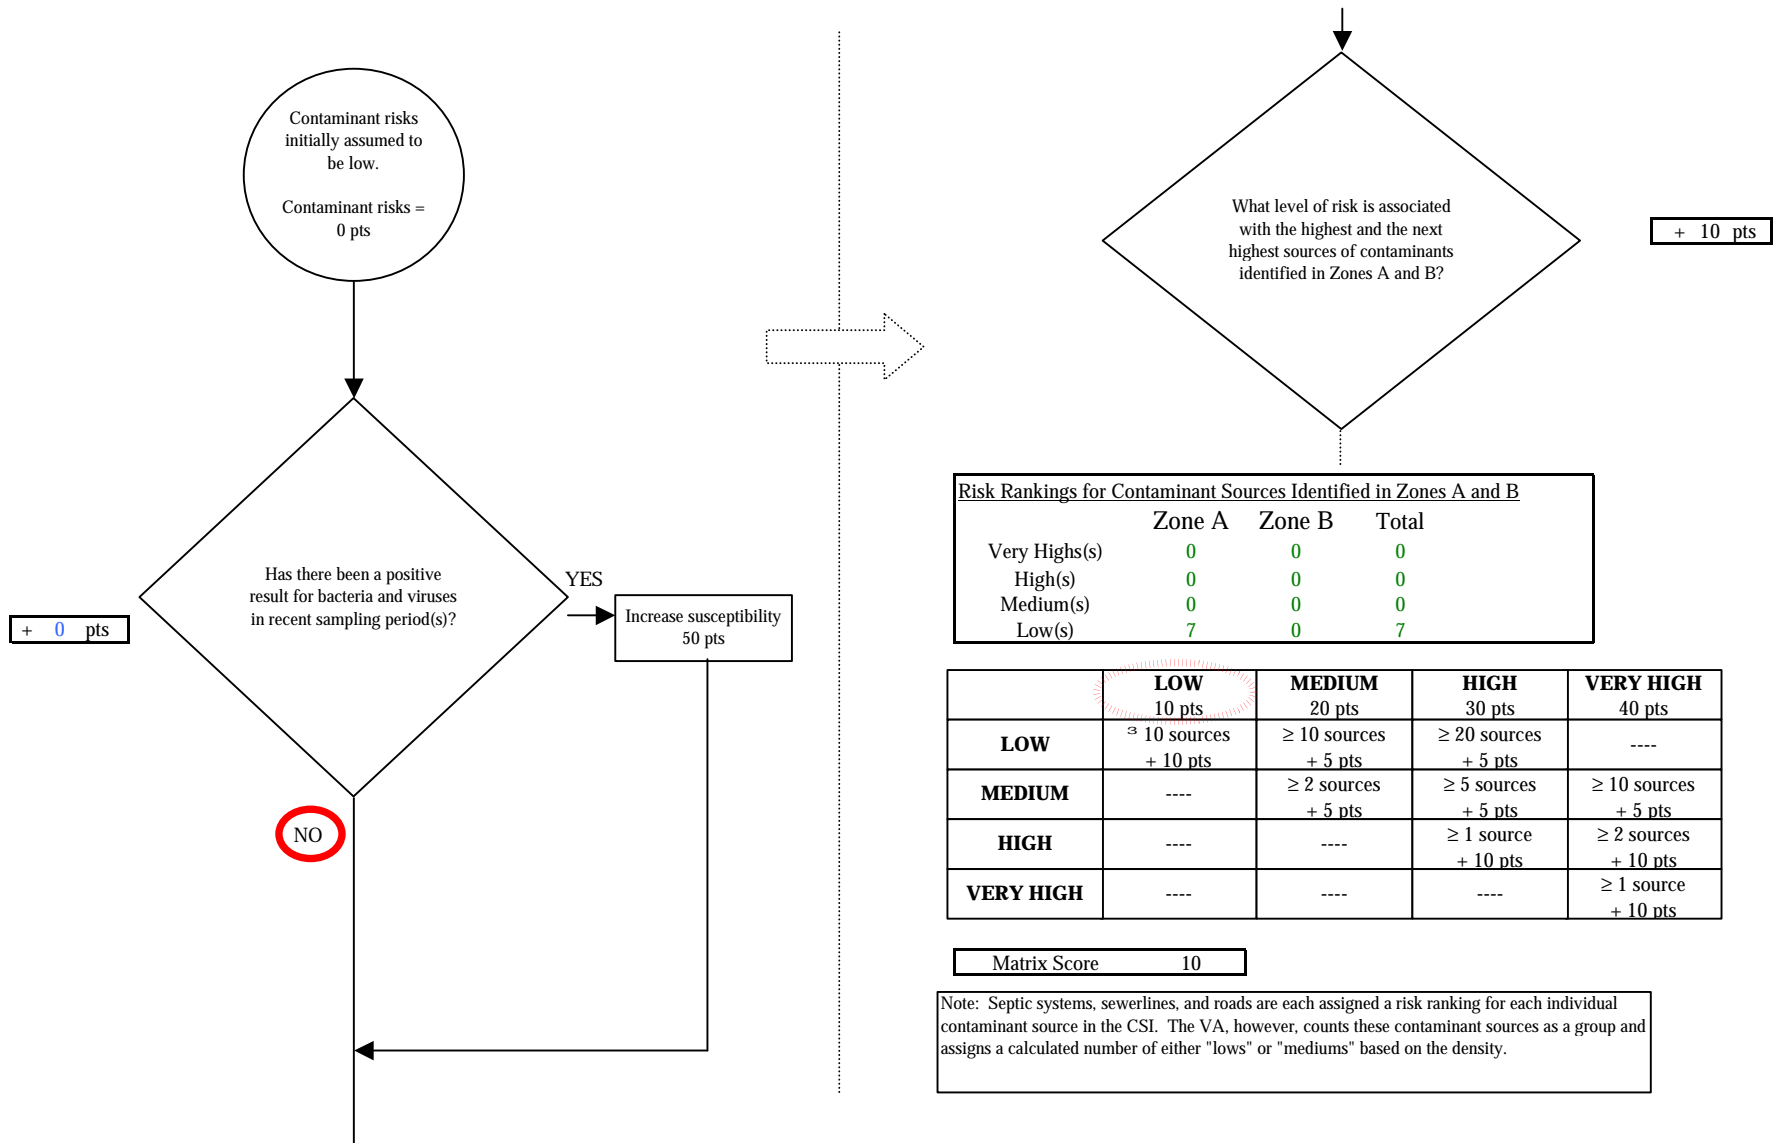 Contaminant risks
initially assumed to
be low.
Contaminant risks =
0 pts
Has there been a positive
result for bacteria and viruses
in recent sampling period(s)?
+ 0 pts
YES
Increase susceptibility
50 pts
NO
What level of risk is associated
with the highest and the next
highest sources of contaminants
identified in Zones A and B?
+ 10 pts
Risk Rankings for Contaminant Sources Identified in Zones A and B
Zone A Zone B Total
Very Highs(s) 0 0 0
High(s) 0 0 0
Medium(s) 0 0 0
Low(s) 7 0 7
LOW MEDIUM HIGH VERY HIGH
10 pts 20 pts 30 pts 40 pts
LOW ³ 10 sources ≥ 10 sources ≥ 20 sources ----
+ 10 pts + 5 pts + 5 pts
MEDIUM ---- ≥ 2 sources ≥ 5 sources ≥ 10 sources
+ 5 pts + 5 pts + 5 pts
HIGH ---- ---- ≥ 1 source ≥ 2 sources
+ 10 pts + 10 pts
VERY HIGH ---- ---- ---- ≥ 1 source
+ 10 pts
Matrix Score 10
Note: Septic systems, sewerlines, and roads are each assigned a risk ranking for each individual
contaminant source in the CSI. The VA, however, counts these contaminant sources as a group and
assigns a calculated number of either "lows" or "mediums" based on the density.